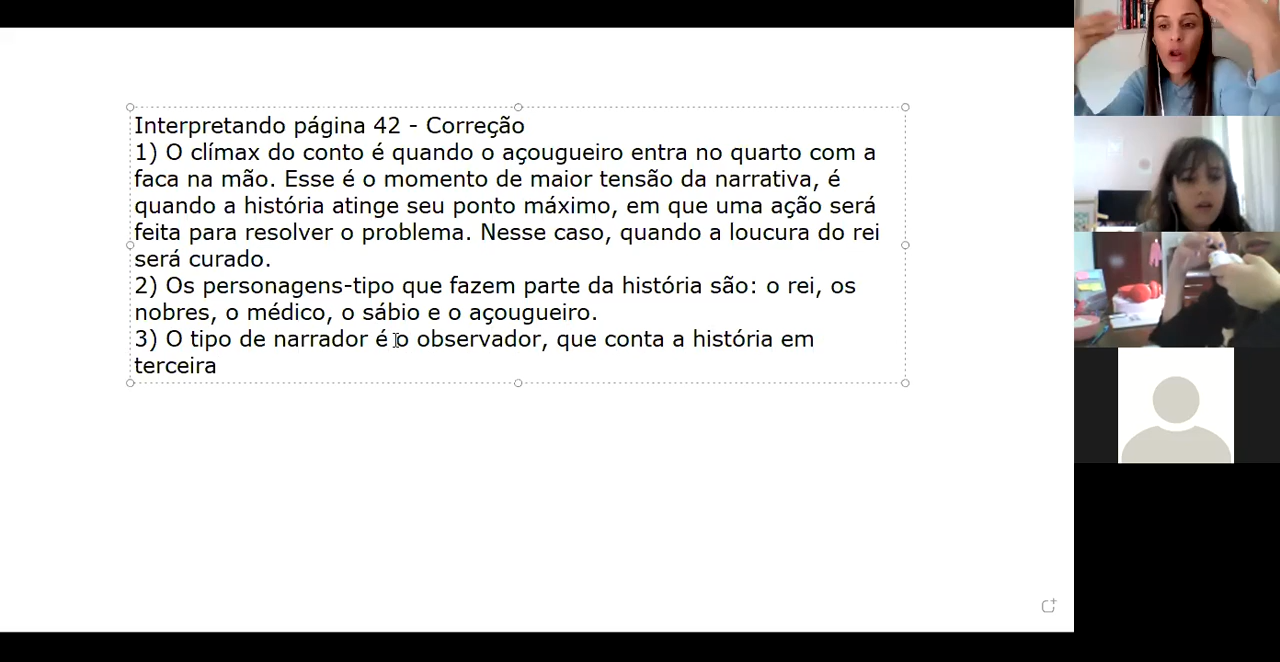 Interpretando página 42 - Correção
1) O clímax do conto é quando o açougueiro entra no quarto com a
faca na mão. Esse é o momento de maior tensão da narrativa, é
quando a história atinge seu ponto máximo, em que uma ação será
feita para resolver o problema. Nesse caso, quando a loucura do rei
será curado.
2) Os personagens-tipo que fazem parte da história são: o rei, os
nobres, o médico, o sábio e o açougueiro.
3) O tipo de narrador é o observador, que conta a história em
terceira